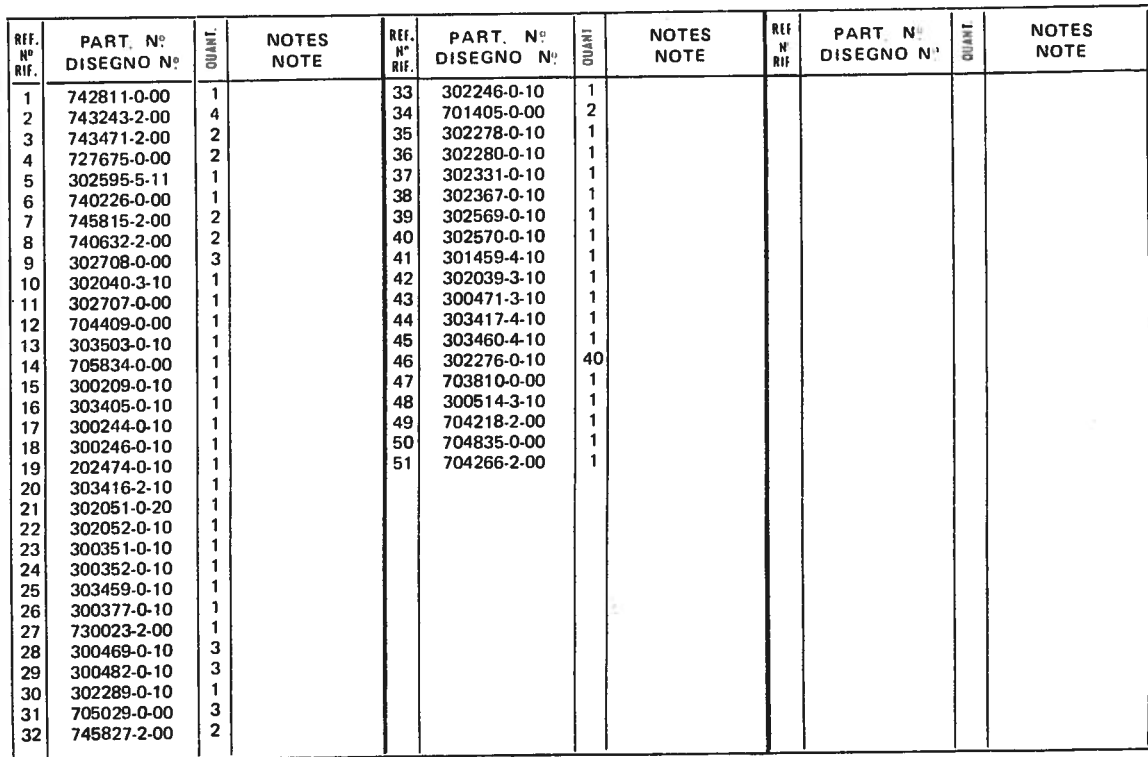 REF. Nº RIF. PART. Nº DISEGNO Nº QUANT. NOTES NOTE
1 742811-0-00 1
2 743243-2-00 4
3 743471-2-00 2
4 727675-0-00 2
5 302595-5-11 1
6 740226-0-00 1
7 745815-2-00 2
8 740632-2-00 2
9 302708-0-00 3
10 302040-3-10 1
11 302707-0-00 1
12 704409-0-00 1
13 303503-0-10 1
14 705834-0-00 1
15 300209-0-10 1
16 303405-0-10 1
17 300244-0-10 1
18 300246-0-10 1
19 202474-0-10 1
20 303416-2-10 1
21 302051-0-20 1
22 302052-0-10 1
23 300351-0-10 1
24 300352-0-10 1
25 303459-0-10 1
26 300377-0-10 1
27 730023-2-00 1
28 300469-0-10 3
29 300482-0-10 3
30 302289-0-10 1
31 705029-0-00 3
32 745827-2-00 2
REF. Nº RIF. PART. Nº DISEGNO Nº QUANT NOTES NOTE
33 302246-0-10 1
34 701405-0-00 2
35 302278-0-10 1
36 302280-0-10 1
37 302331-0-10 1
38 302367-0-10 1
39 302569-0-10 1
40 302570-0-10 1
41 301459-4-10 1
42 302039-3-10 1
43 300471-3-10 1
44 303417-4-10 1
45 303460-4-10 1
46 302276-0-10 40
47 703810-0-00 1
48 300514-3-10 1
49 704218-2-00 1
50 704835-0-00 1
51 704266-2-00 1
REF Nº RIF PART. Nº DISEGNO Nº QUANT. NOTES NOTE